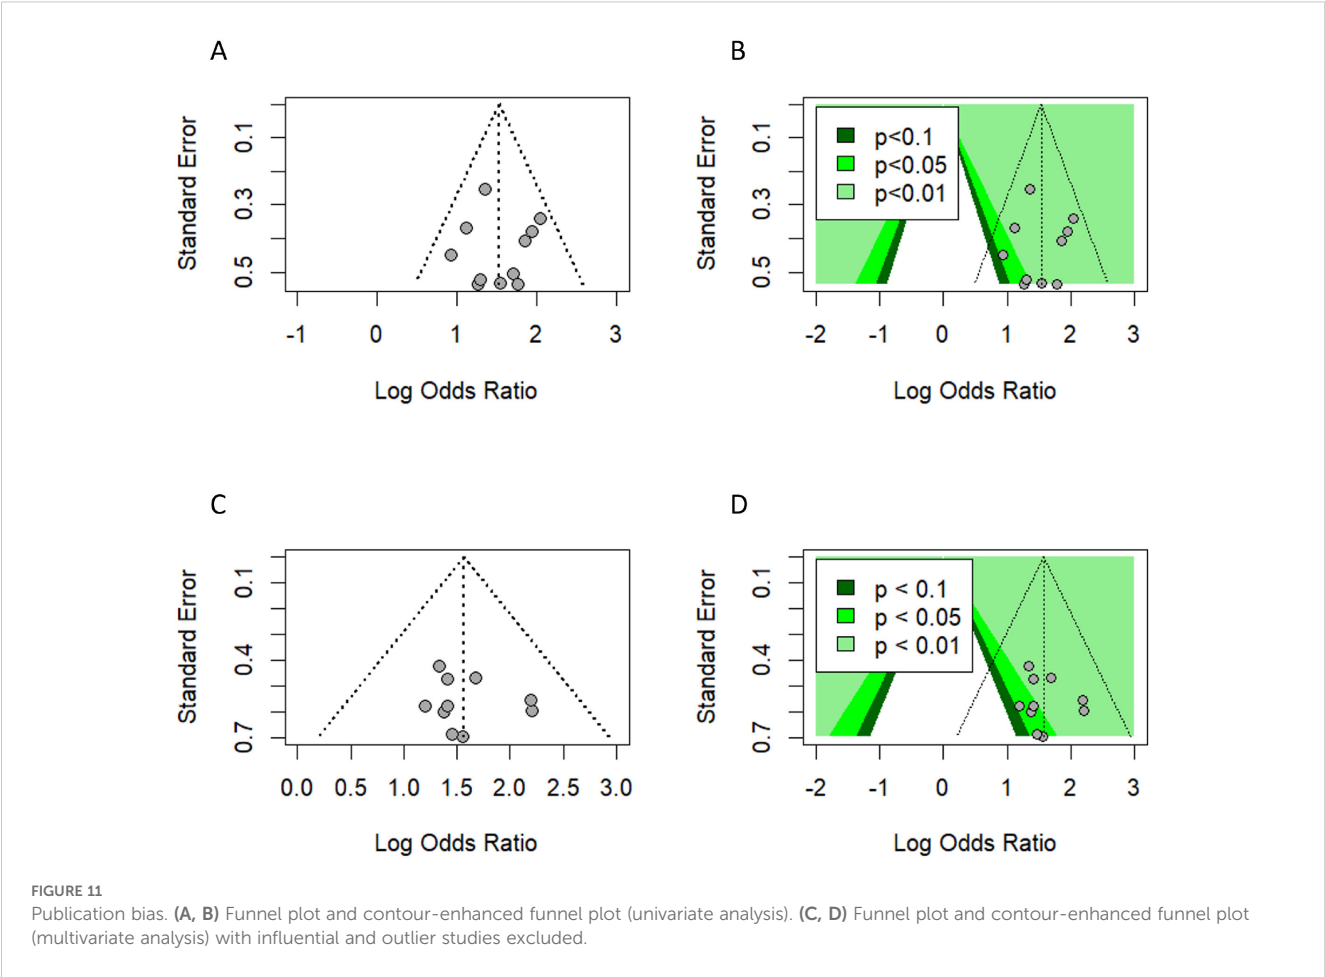 A
Standard Error
0.1
0.3
0.5
-1 0 1 2 3
Log Odds Ratio
B
Standard Error
0.1
0.3
0.5
p<0.1
p<0.05
p<0.01
-2 -1 0 1 2 3
Log Odds Ratio
C
Standard Error
0.1
0.4
0.7
0.0 0.5 1.0 1.5 2.0 2.5 3.0
Log Odds Ratio
D
Standard Error
0.1
0.4
0.7
p < 0.1
p < 0.05
p < 0.01
-2 -1 0 1 2 3
Log Odds Ratio
FIGURE 11
Publication bias. (A, B) Funnel plot and contour-enhanced funnel plot (univariate analysis). (C, D) Funnel plot and contour-enhanced funnel plot
(multivariate analysis) with influential and outlier studies excluded.